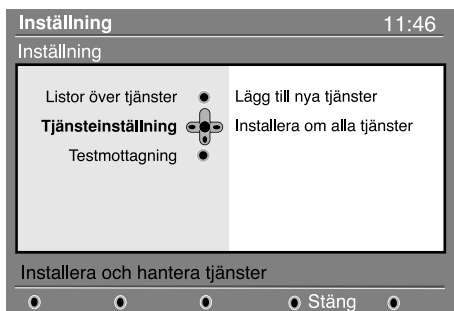 Inställning 11:46
Inställning
Listor över tjänster Lägg till nya tjänster
Tjänsteinställning Installera om alla tjänster
Testmottagning
Installera och hantera tjänster
Stäng